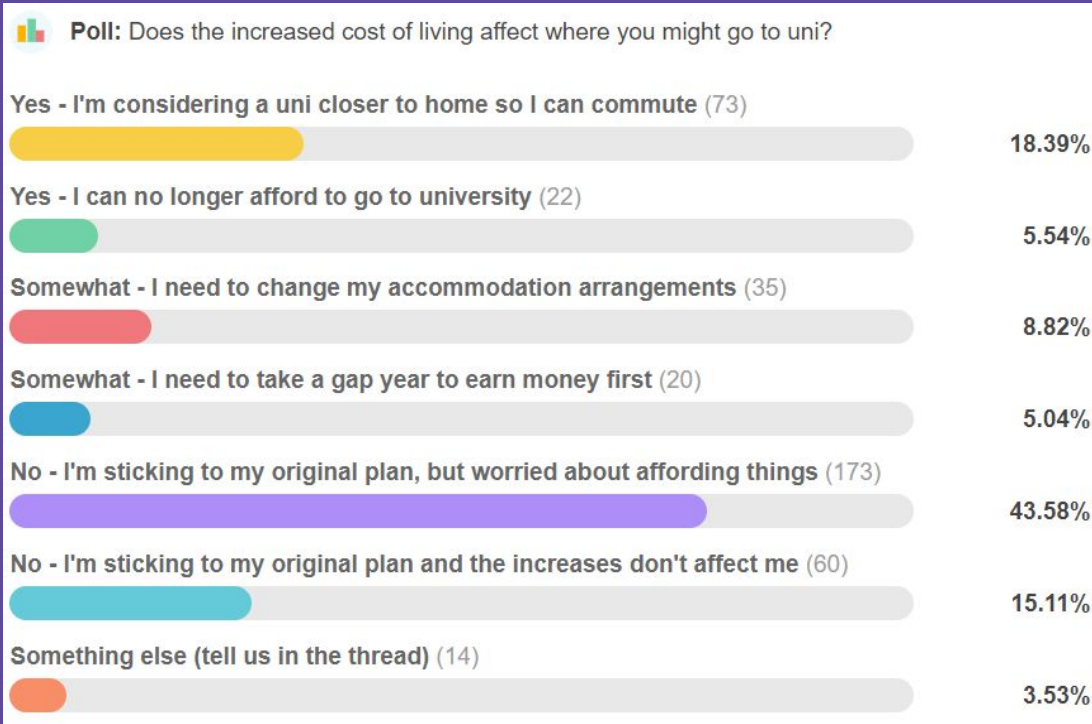 Poll: Does the increased cost of living affect where you might go to uni?
Yes - I'm considering a uni closer to home so I can commute (73)
18.39%
Yes - I can no longer afford to go to university (22)
5.54%
Somewhat - I need to change my accommodation arrangements (35)
8.82%
Somewhat - I need to take a gap year to earn money first (20)
5.04%
No - I'm sticking to my original plan, but worried about affording things (173)
43.58%
No - I'm sticking to my original plan and the increases don't affect me (60)
15.11%
Something else (tell us in the thread) (14)
3.53%